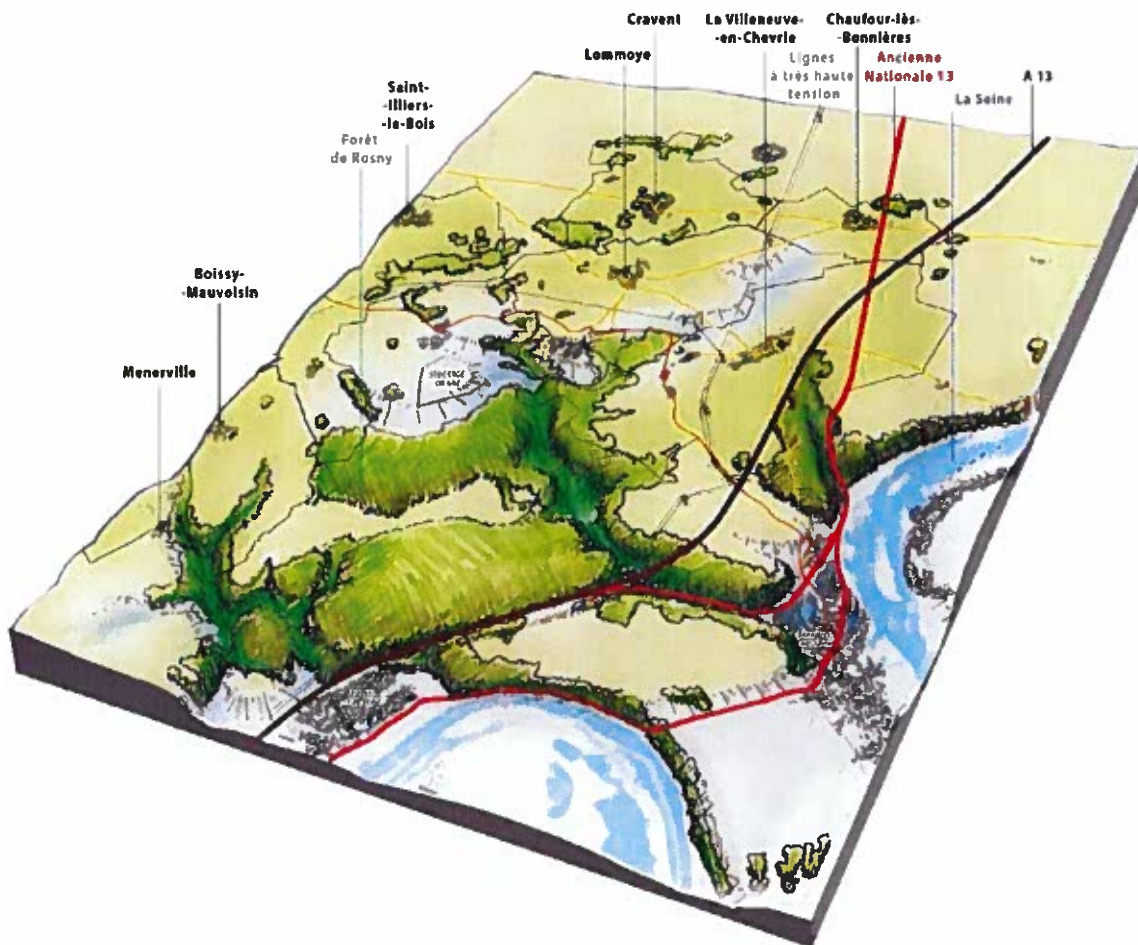 Cravent
La Villeneuve-
-en-Chevrie
Chaufour-lès-
-Bonnières
Lommoye
Lignes
à très haute
tension
Ancienne
Nationale 13
A 13
La Seine
Saint-
-Illiers-
-le-Bois
Forêt
de Rosny
Boissy-
-Mauvoisin
Menerville
STOCKAGE